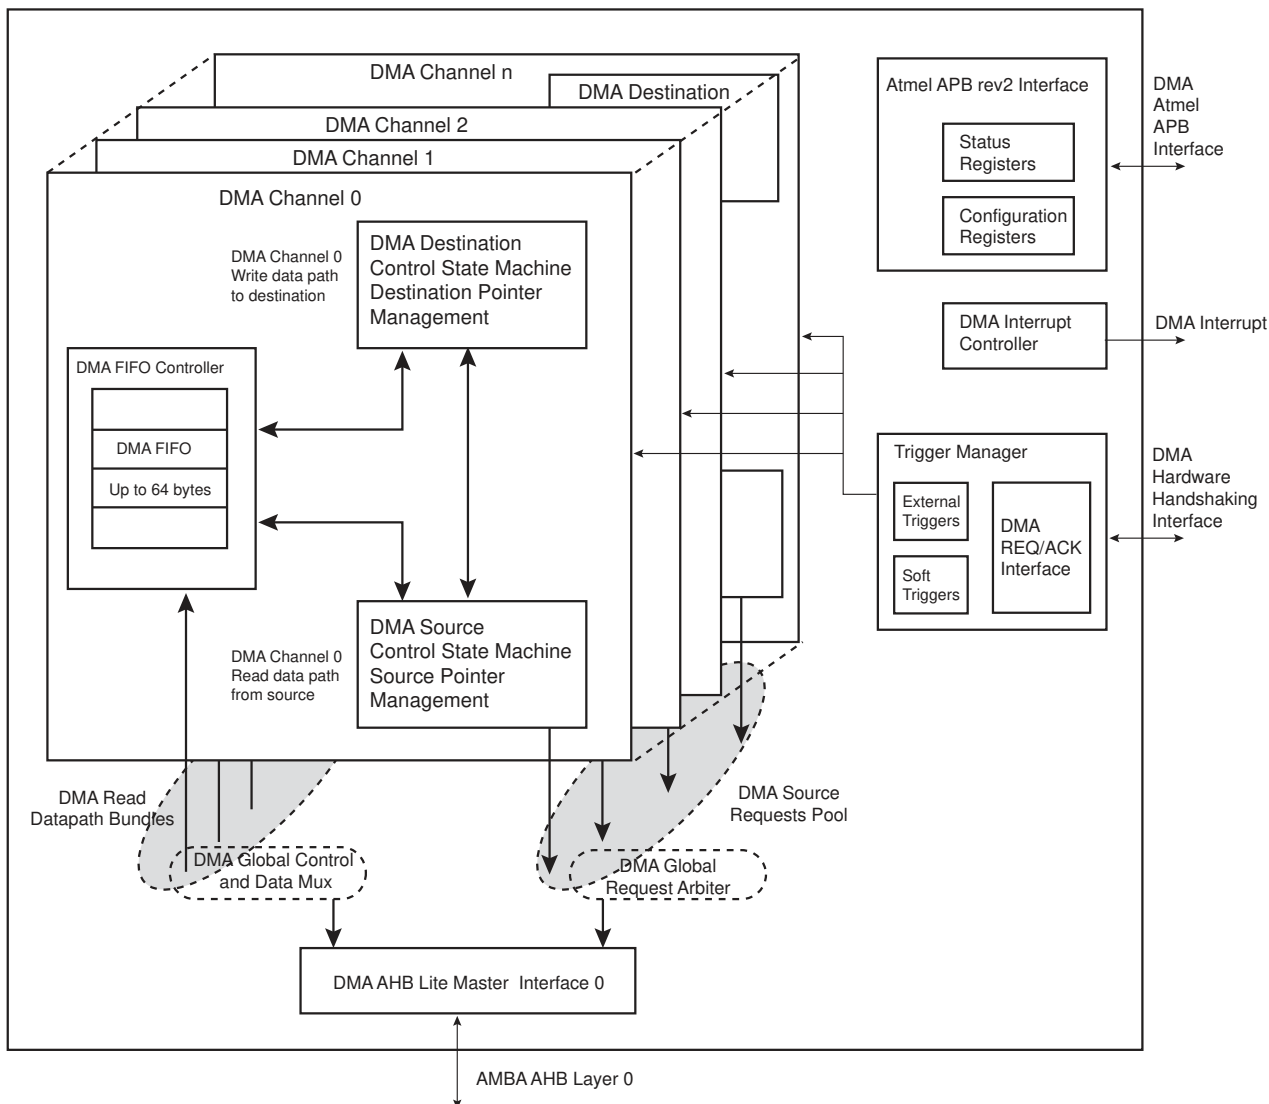 DMA Channel n
DMA Destination
DMA Channel 2
DMA Channel 1
DMA Channel 0
DMA Channel 0
Write data path
to destination
DMA Destination
Control State Machine
Destination Pointer
Management
DMA FIFO Controller
DMA FIFO
Up to 64 bytes
DMA Channel 0
Read data path
from source
DMA Source
Control State Machine
Source Pointer
Management
Atmel APB rev2 Interface
Status
Registers
Configuration
Registers
DMA
Atmel
APB
Interface
DMA Interrupt
Controller
DMA Interrupt
Trigger Manager
External
Triggers
Soft
Triggers
DMA
REQ/ACK
Interface
DMA
Hardware
Handshaking
Interface
DMA Read
Datapath Bundles
DMA Source
Requests Pool
DMA Global Control
and Data Mux
DMA Global
Request Arbiter
DMA AHB Lite Master Interface 0
AMBA AHB Layer 0